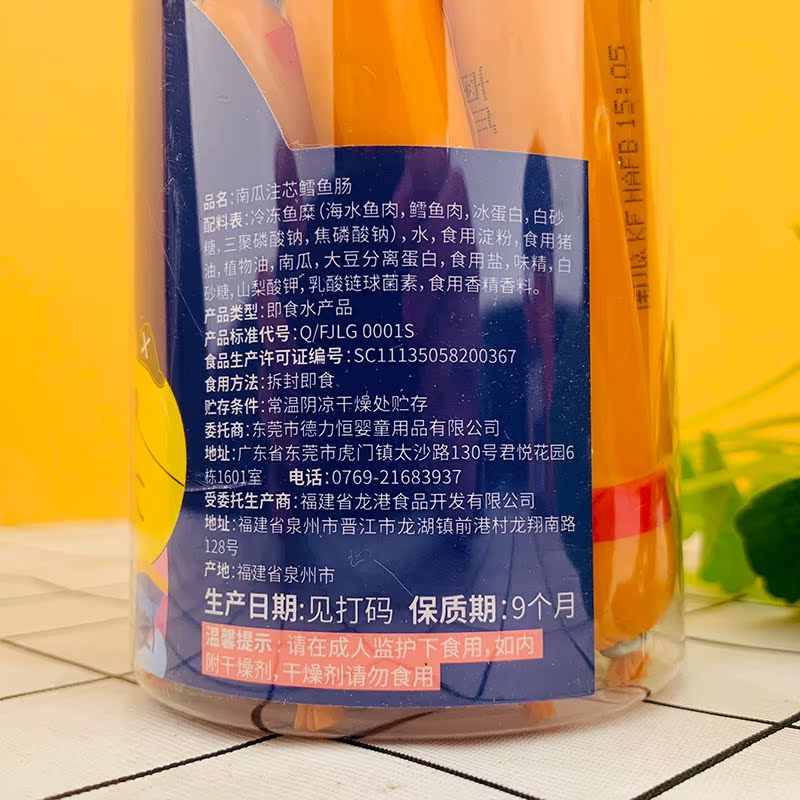 品名:南瓜注芯鳕鱼肠
配料表:冷冻鱼糜(海水鱼肉,鳕鱼肉,冰蛋白,白砂
糖,三聚磷酸钠,焦磷酸钠),水,食用淀粉,食用猪
油,植物油,南瓜,大豆分离蛋白,食用盐,味精,白
砂糖,山梨酸钾,乳酸链球菌素,食用香精香料。
产品类型:即食水产品
产品标准代号:Q/FJLG 0001S
食品生产许可证编号:SC11135058200367
食用方法:拆封即食
贮存条件:常温阴凉干燥处贮存
委托商:东莞市德力恒婴童用品有限公司
地址:广东省东莞市虎门镇太沙路130号君悦花园6
栋1601室 电话:0769-21683937
受委托生产商:福建省龙港食品开发有限公司
地址:福建省泉州市晋江市龙湖镇前港村龙翔南路
128号
产地:福建省泉州市
生产日期:见打码 保质期:9个月
温馨提示:请在成人监护下食用,如内
附干燥剂,干燥剂请勿食用
HAFB 15:05